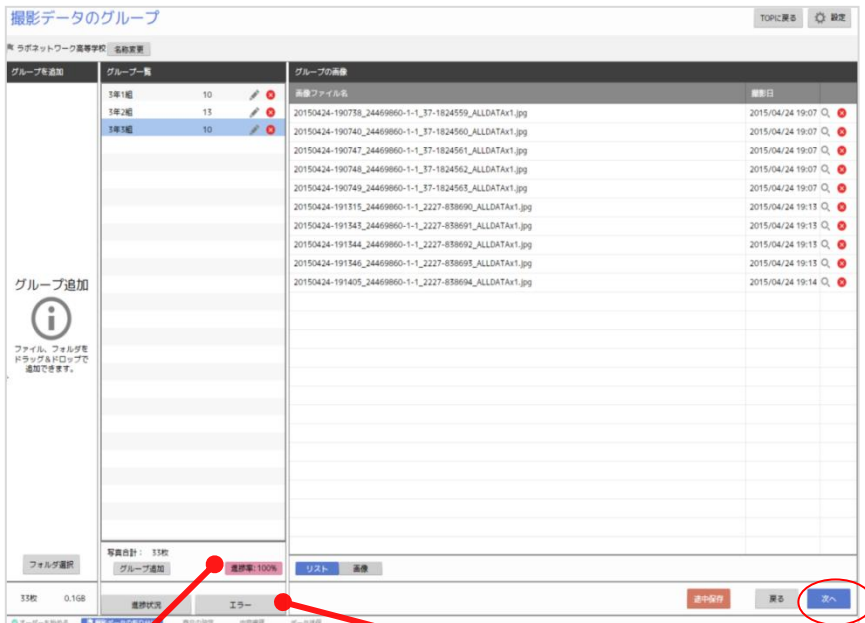 撮影データのグループ
TOPに戻る 設定
ラボネットワーク高等学校 名称変更
グループを追加 グループ一覧 グループの画像
画像ファイル名 撮影日
3年1組 10
3年2組 13
3年3組 10
20150424-190738_24469860-1-1_37-1824559_ALLDATAx1.jpg 2015/04/24 19:07
20150424-190740_24469860-1-1_37-1824560_ALLDATAx1.jpg 2015/04/24 19:07
20150424-190747_24469860-1-1_37-1824561_ALLDATAx1.jpg 2015/04/24 19:07
20150424-190748_24469860-1-1_37-1824562_ALLDATAx1.jpg 2015/04/24 19:07
20150424-190749_24469860-1-1_37-1824563_ALLDATAx1.jpg 2015/04/24 19:07
20150424-191315_24469860-1-1_2227-838690_ALLDATAx1.jpg 2015/04/24 19:13
20150424-191343_24469860-1-1_2227-838691_ALLDATAx1.jpg 2015/04/24 19:13
20150424-191344_24469860-1-1_2227-838692_ALLDATAx1.jpg 2015/04/24 19:13
20150424-191346_24469860-1-1_2227-838693_ALLDATAx1.jpg 2015/04/24 19:13
20150424-191405_24469860-1-1_2227-838694_ALLDATAx1.jpg 2015/04/24 19:14
グループ追加
ファイル、フォルダを
ドラッグ&ドロップで
追加できます。
写真合計: 33枚
フォルダ選択 グループ追加 進捗率:100% リスト 画像
33枚 0.1GB 進捗状況 エラー 途中保存 戻る 次へ